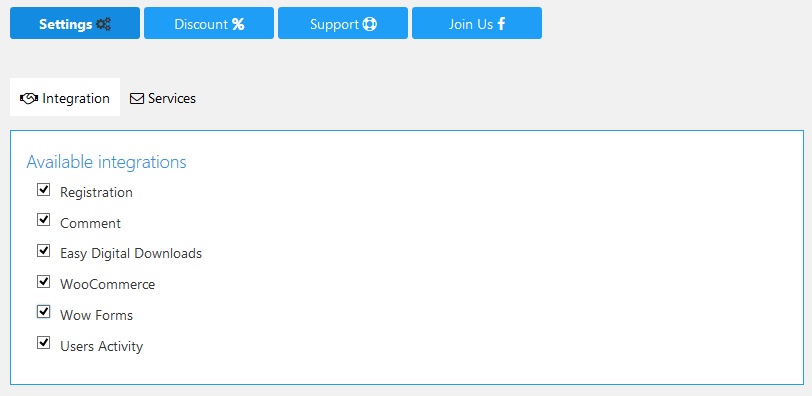 Settings
Discount %
Support
Join Us f
Integration
Services
Available integrations
Registration
Comment
Easy Digital Downloads
WooCommerce
Wow Forms
Users Activity